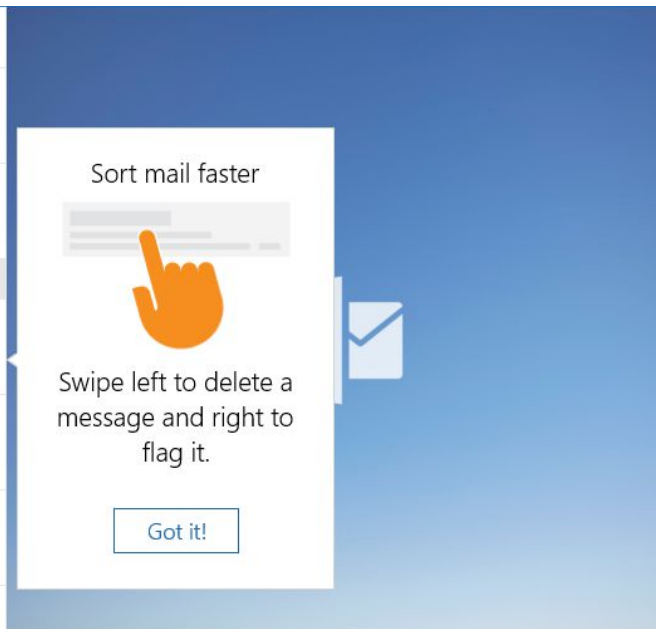 Sort mail faster
Swipe left to delete a
message and right to
flag it.
Got it!